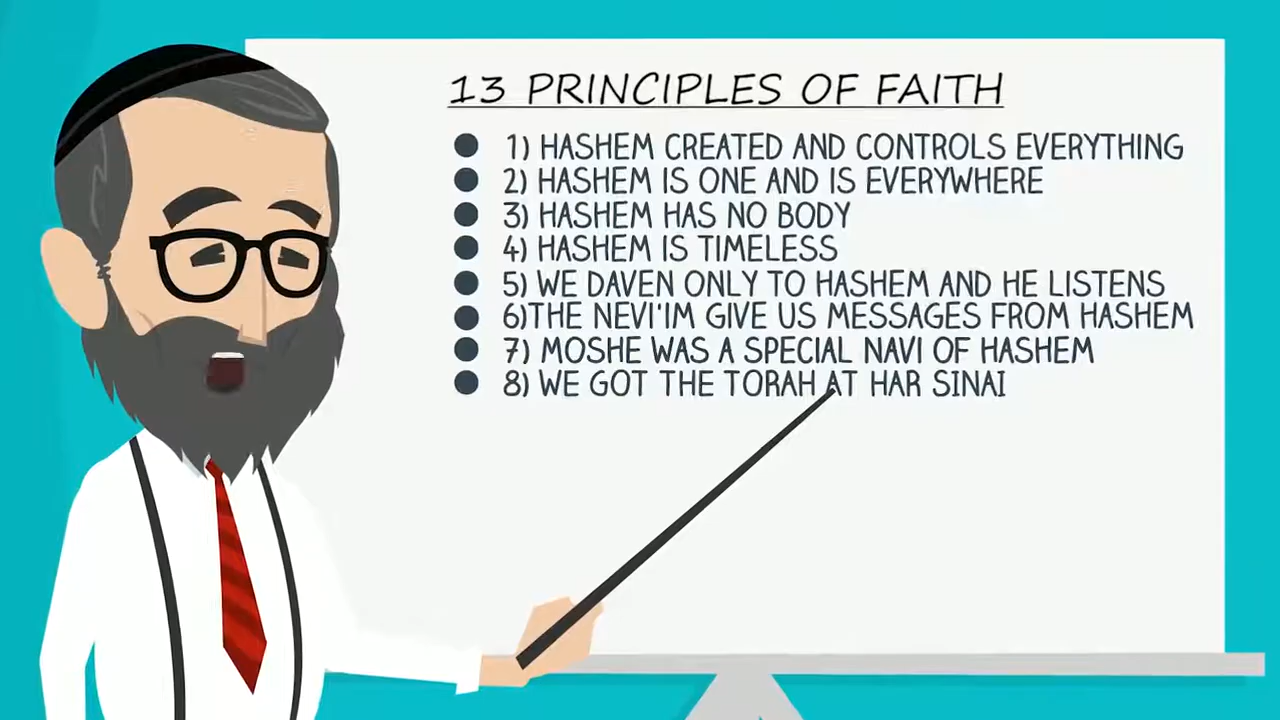 13 PRINCIPLES OF FAITH
● 1) HASHEM CREATED AND CONTROLS EVERYTHING
● 2) HASHEM IS ONE AND IS EVERYWHERE
● 3) HASHEM HAS NO BODY
● 4) HASHEM IS TIMELESS
● 5) WE DAVEN ONLY TO HASHEM AND HE LISTENS
● 6)THE NEVI'IM GIVE US MESSAGES FROM HASHEM
● 7) MOSHE WAS A SPECIAL NAVI OF HASHEM
● 8) WE GOT THE TORAH AT HAR SINAI